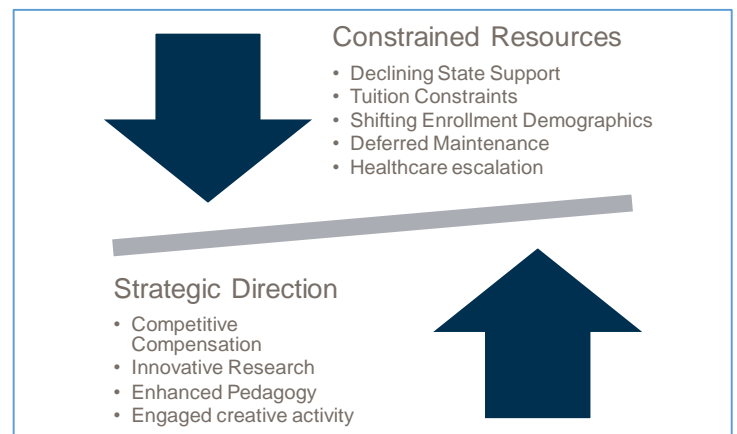 Constrained Resources
• Declining State Support
• Tuition Constraints
• Shifting Enrollment Demographics
• Deferred Maintenance
• Healthcare escalation
Strategic Direction
• Competitive
Compensation
• Innovative Research
• Enhanced Pedagogy
• Engaged creative activity